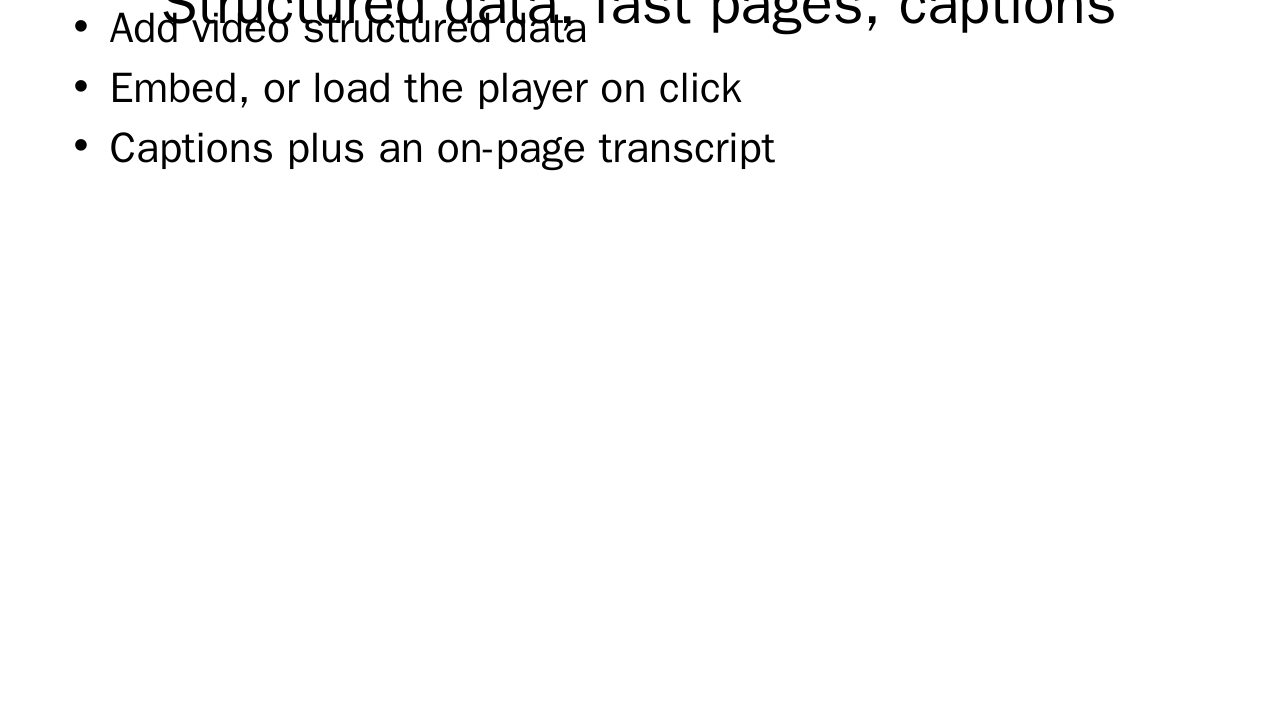 Structured data, fast pages, captions
• Add video structured data
• Embed, or load the player on click
• Captions plus an on-page transcript